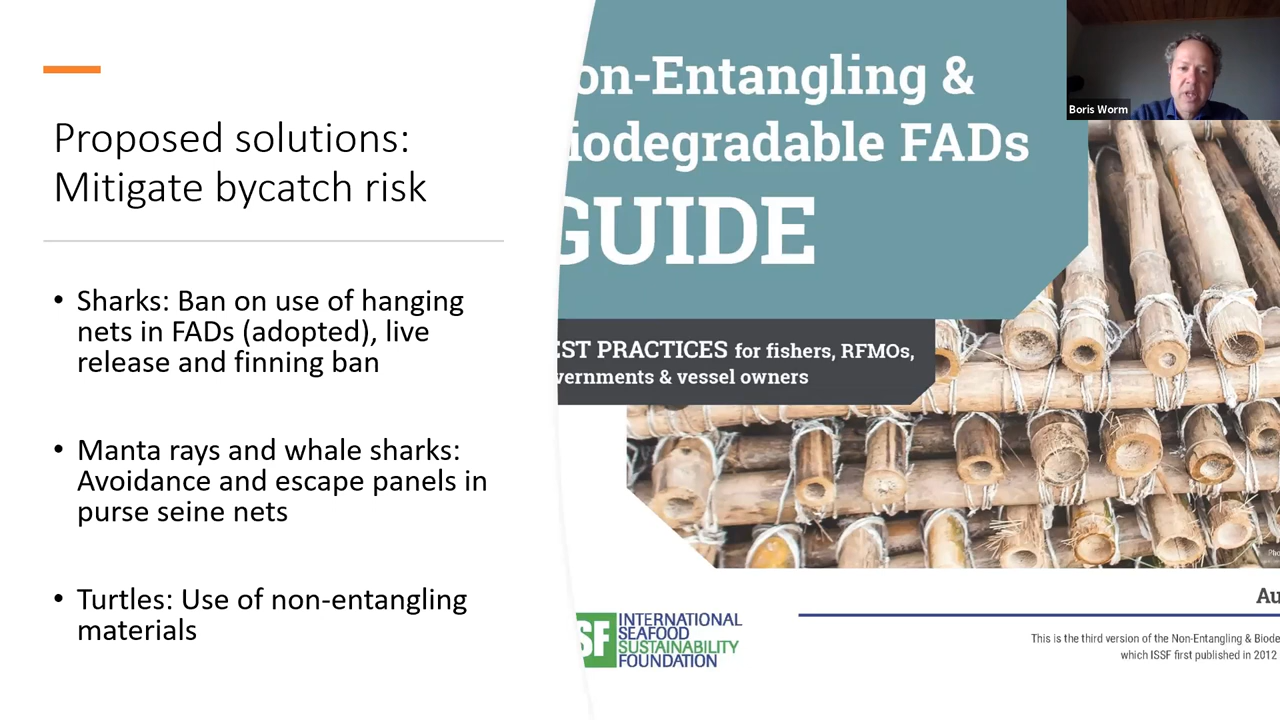 Proposed solutions:
Mitigate bycatch risk
• Sharks: Ban on use of hanging
nets in FADs (adopted), live
release and finning ban
• Manta rays and whale sharks:
Avoidance and escape panels in
purse seine nets
• Turtles: Use of non-entangling
materials
on-Entangling &
iodegradable FADs
GUIDE
EST PRACTICES for fishers, RFMOs,
vernments & vessel owners
SF INTERNATIONAL
SEAFOOD
SUSTAINABILITY
FOUNDATION
Au
This is the third version of the Non-Entangling & Biode
which ISSF first published in 2012
Boris Worm